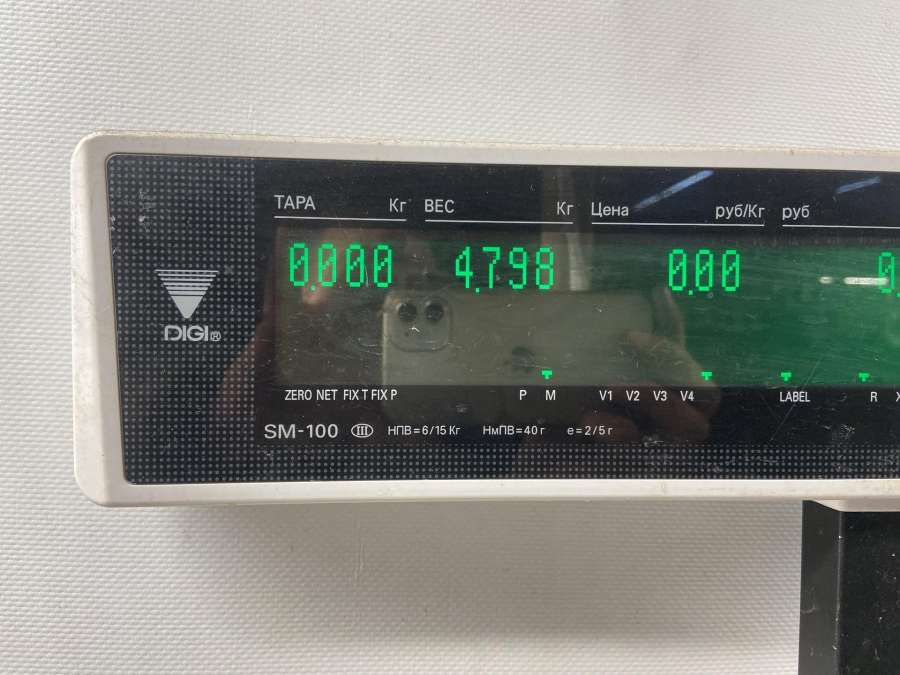 ТАРА Кг ВЕС Кг Цена руб/Кг руб
0.000 4.798 0.00 0.
DIGI®
ZERO NET FIX T FIX P P M V1 V2 V3 V4 LABEL R
SM-100 III НПВ=6/15 Кг НмПВ=40 г e=2/5 г